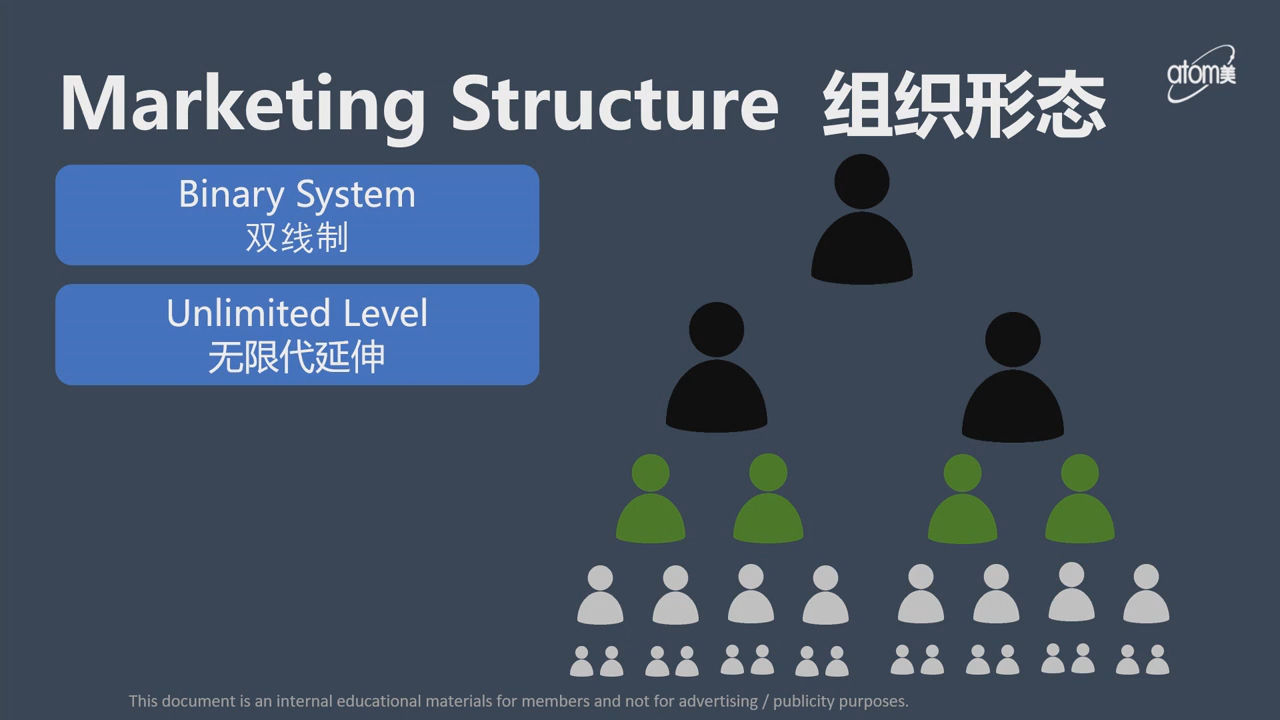 Marketing Structure 组织形态
atom美
Binary System
双线制
Unlimited Level
无限代延伸
This document is an internal educational materials for members and not for advertising / publicity purposes.